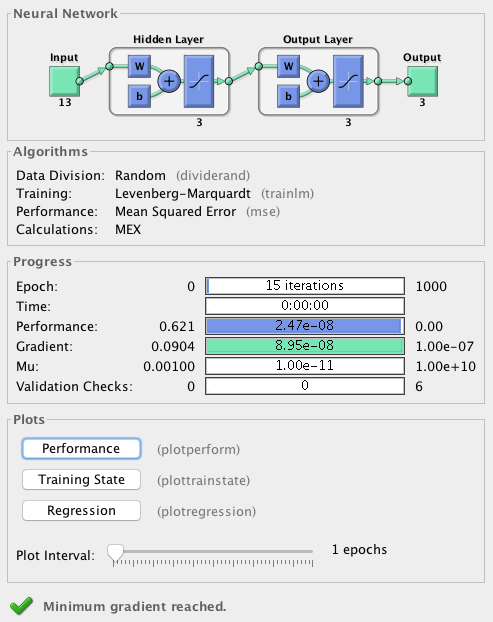 Neural Network
Hidden Layer
Output Layer
Input
Output
W
W
+
+
b
b
13
3
3
3
Algorithms
Data Division: Random (dividerand)
Training: Levenberg-Marquardt (trainlm)
Performance: Mean Squared Error (mse)
Calculations: MEX
Progress
Epoch: 0 15 iterations 1000
Time: 0:00:00
Performance: 0.621 2.47e-08 0.00
Gradient: 0.0904 8.95e-08 1.00e-07
Mu: 0.00100 1.00e-11 1.00e+10
Validation Checks: 0 0 6
Plots
Performance (plotperform)
Training State (plottrainstate)
Regression (plotregression)
Plot Interval: 1 epochs
Minimum gradient reached.